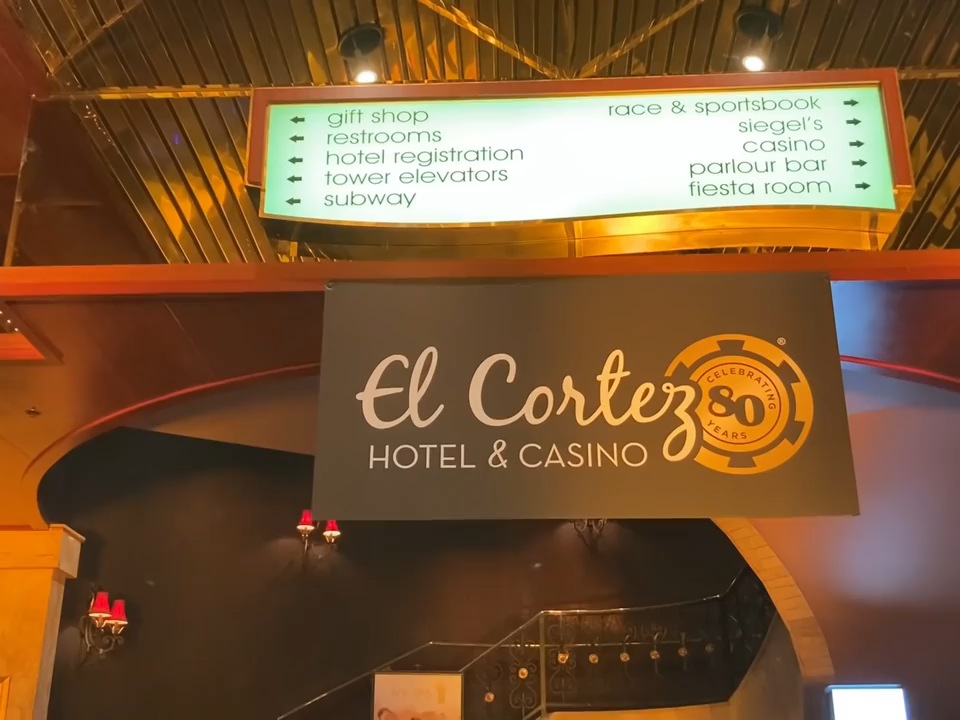 gift shop
restrooms
hotel registration
tower elevators
subway
race & sportsbook
siegel's
casino
parlour bar
fiesta room
El Cortez
HOTEL & CASINO
CELEBRATING
80
YEARS
®